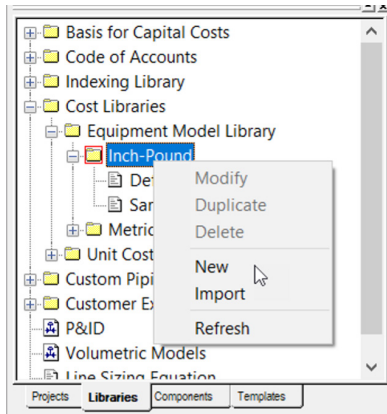 Basis for Capital Costs
Code of Accounts
Indexing Library
Cost Libraries
Equipment Model Library
Inch-Pound
De
Modify
Sar
Duplicate
Metric
Delete
Unit Cost
New
Custom Pipi
Import
Customer Ex
P&ID
Refresh
Volumetric Models
Line Sizing Equation
Projects Libraries Components Templates